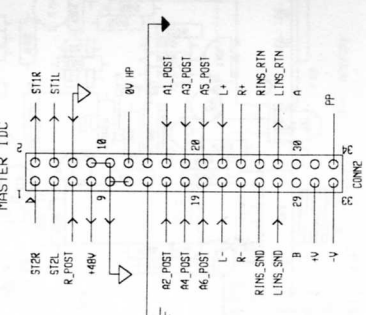 MASTER IDC
2
ST1R
ST1L
10
0V HP
A1_POST
A3_POST
20
A5_POST
L+
R+
RINS_RTN
LINS_RTN
30
A
PP
34
CONN2
1
ST2R
ST2L
R_POST
+48V
9
A2_POST
A4_POST
19
A6_POST
L-
R-
RINS_SND
LINS_SND
29
B
+V
-V
33